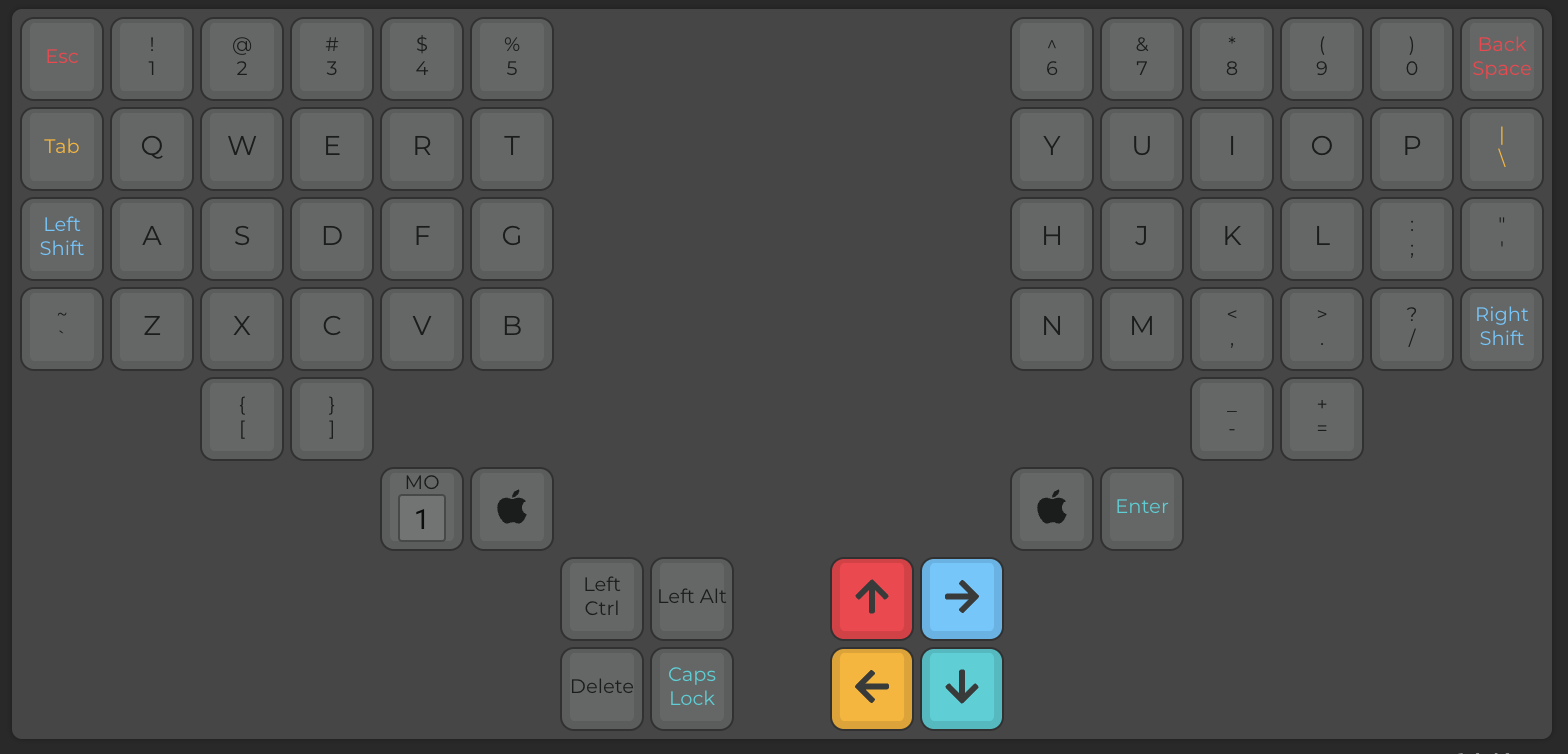 Esc ! 1 @ 2 # 3 $ 4 % 5 ^ 6 & 7 * 8 ( 9 ) 0 Back Space
Tab Q W E R T Y U I O P | \
Left Shift A S D F G H J K L : ; " '
~ ` Z X C V B N M < , > . ? / Right Shift
{ [ } ] _ - + =
MO 1 Enter
Left Ctrl Left Alt ↑ →
Delete Caps Lock ← ↓